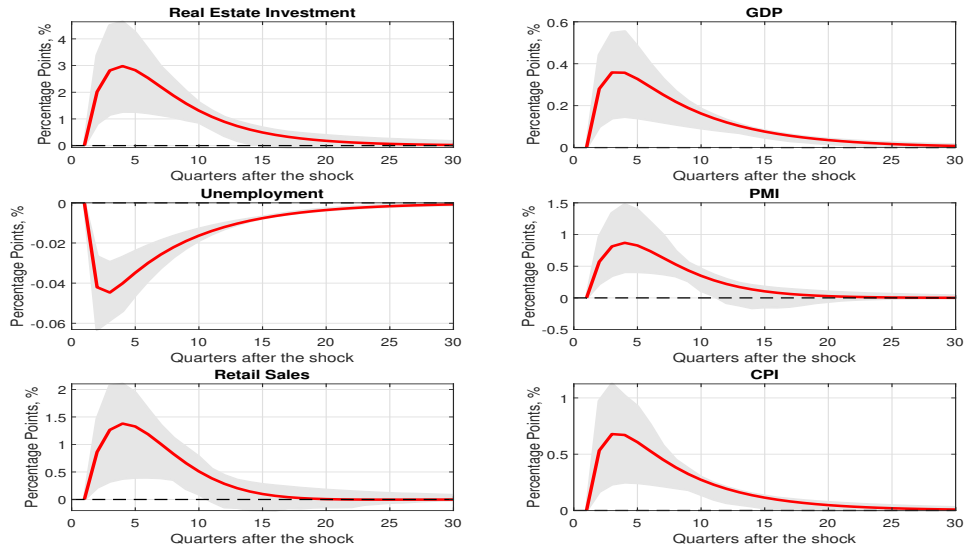 Real Estate Investment
Percentage Points, %
4
3
2
1
0
0 5 10 15 20 25 30
Quarters after the shock
GDP
Percentage Points, %
0.6
0.4
0.2
0
0 5 10 15 20 25 30
Quarters after the shock
Unemployment
Percentage Points, %
0
-0.02
-0.04
-0.06
0 5 10 15 20 25 30
Quarters after the shock
PMI
Percentage Points, %
1.5
1
0.5
0
-0.5
0 5 10 15 20 25 30
Quarters after the shock
Retail Sales
Percentage Points, %
2
1.5
1
0.5
0
0 5 10 15 20 25 30
Quarters after the shock
CPI
Percentage Points, %
1
0.5
0
0 5 10 15 20 25 30
Quarters after the shock